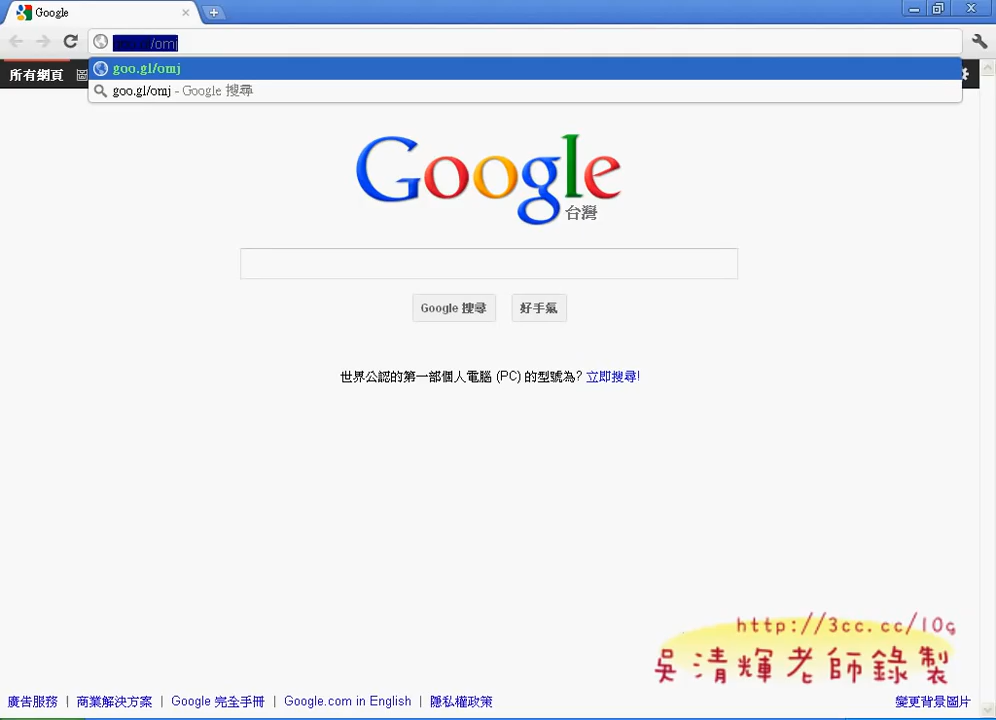 Google
goo.gl/omj
goo.gl/omj
goo.gl/omj - Google 搜尋
所有網頁
Google
台灣
Google 搜尋
好手氣
世界公認的第一部個人電腦 (PC) 的型號為? 立即搜尋!
http://3cc.cc/10g
吳清輝老師錄製
廣告服務 | 商業解決方案 | Google 完全手冊 | Google.com in English | 隱私權政策
變更背景圖片